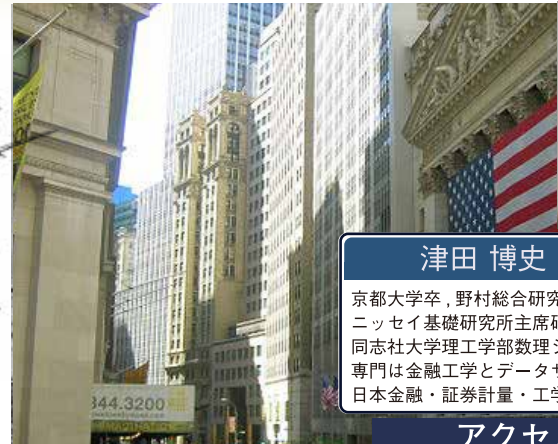 344.3200
津田 博史
京都大学卒，野村総合研究
ニッセイ基礎研究所主席研
同志社大学理工学部数理シ
専門は金融工学とデータサ
日本金融・証券計量・工学
アクセ